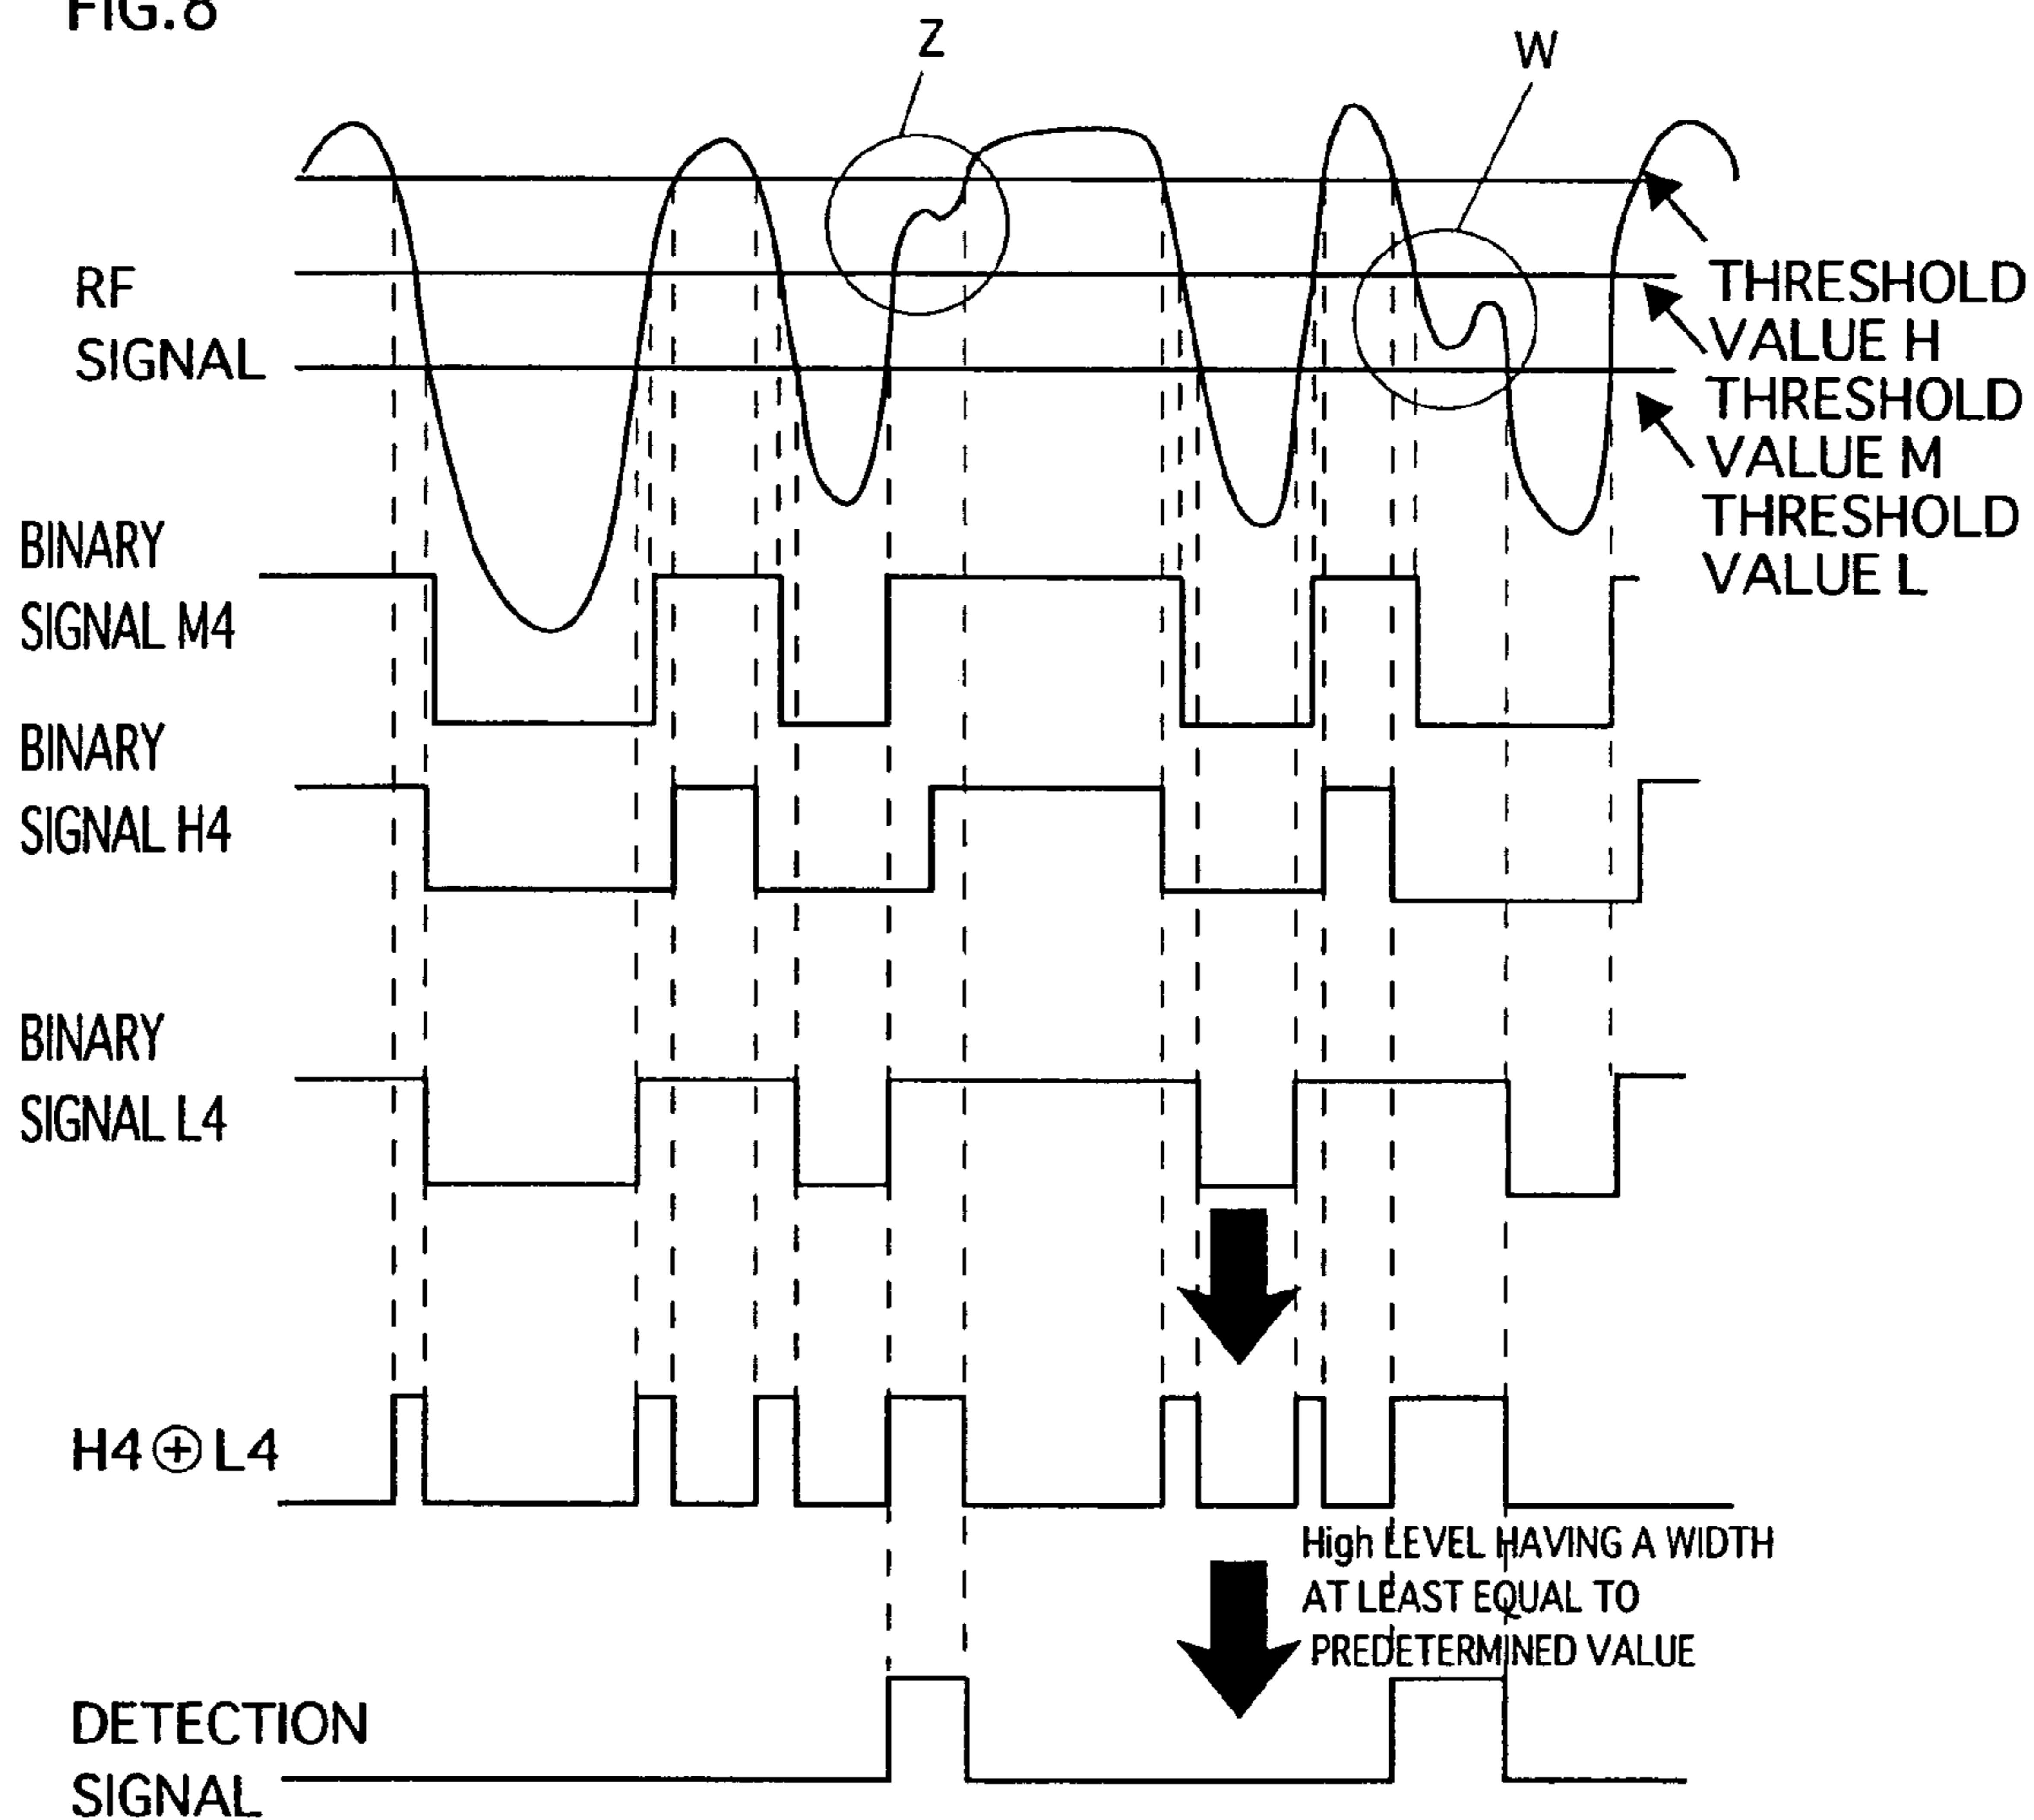 FIG.8
Z
W
RF
SIGNAL
THRESHOLD
VALUE H
THRESHOLD
VALUE M
THRESHOLD
VALUE L
BINARY
SIGNAL M4
BINARY
SIGNAL H4
BINARY
SIGNAL L4
H4⊕L4
High LEVEL HAVING A WIDTH
AT LEAST EQUAL TO
PREDETERMINED VALUE
DETECTION
SIGNAL